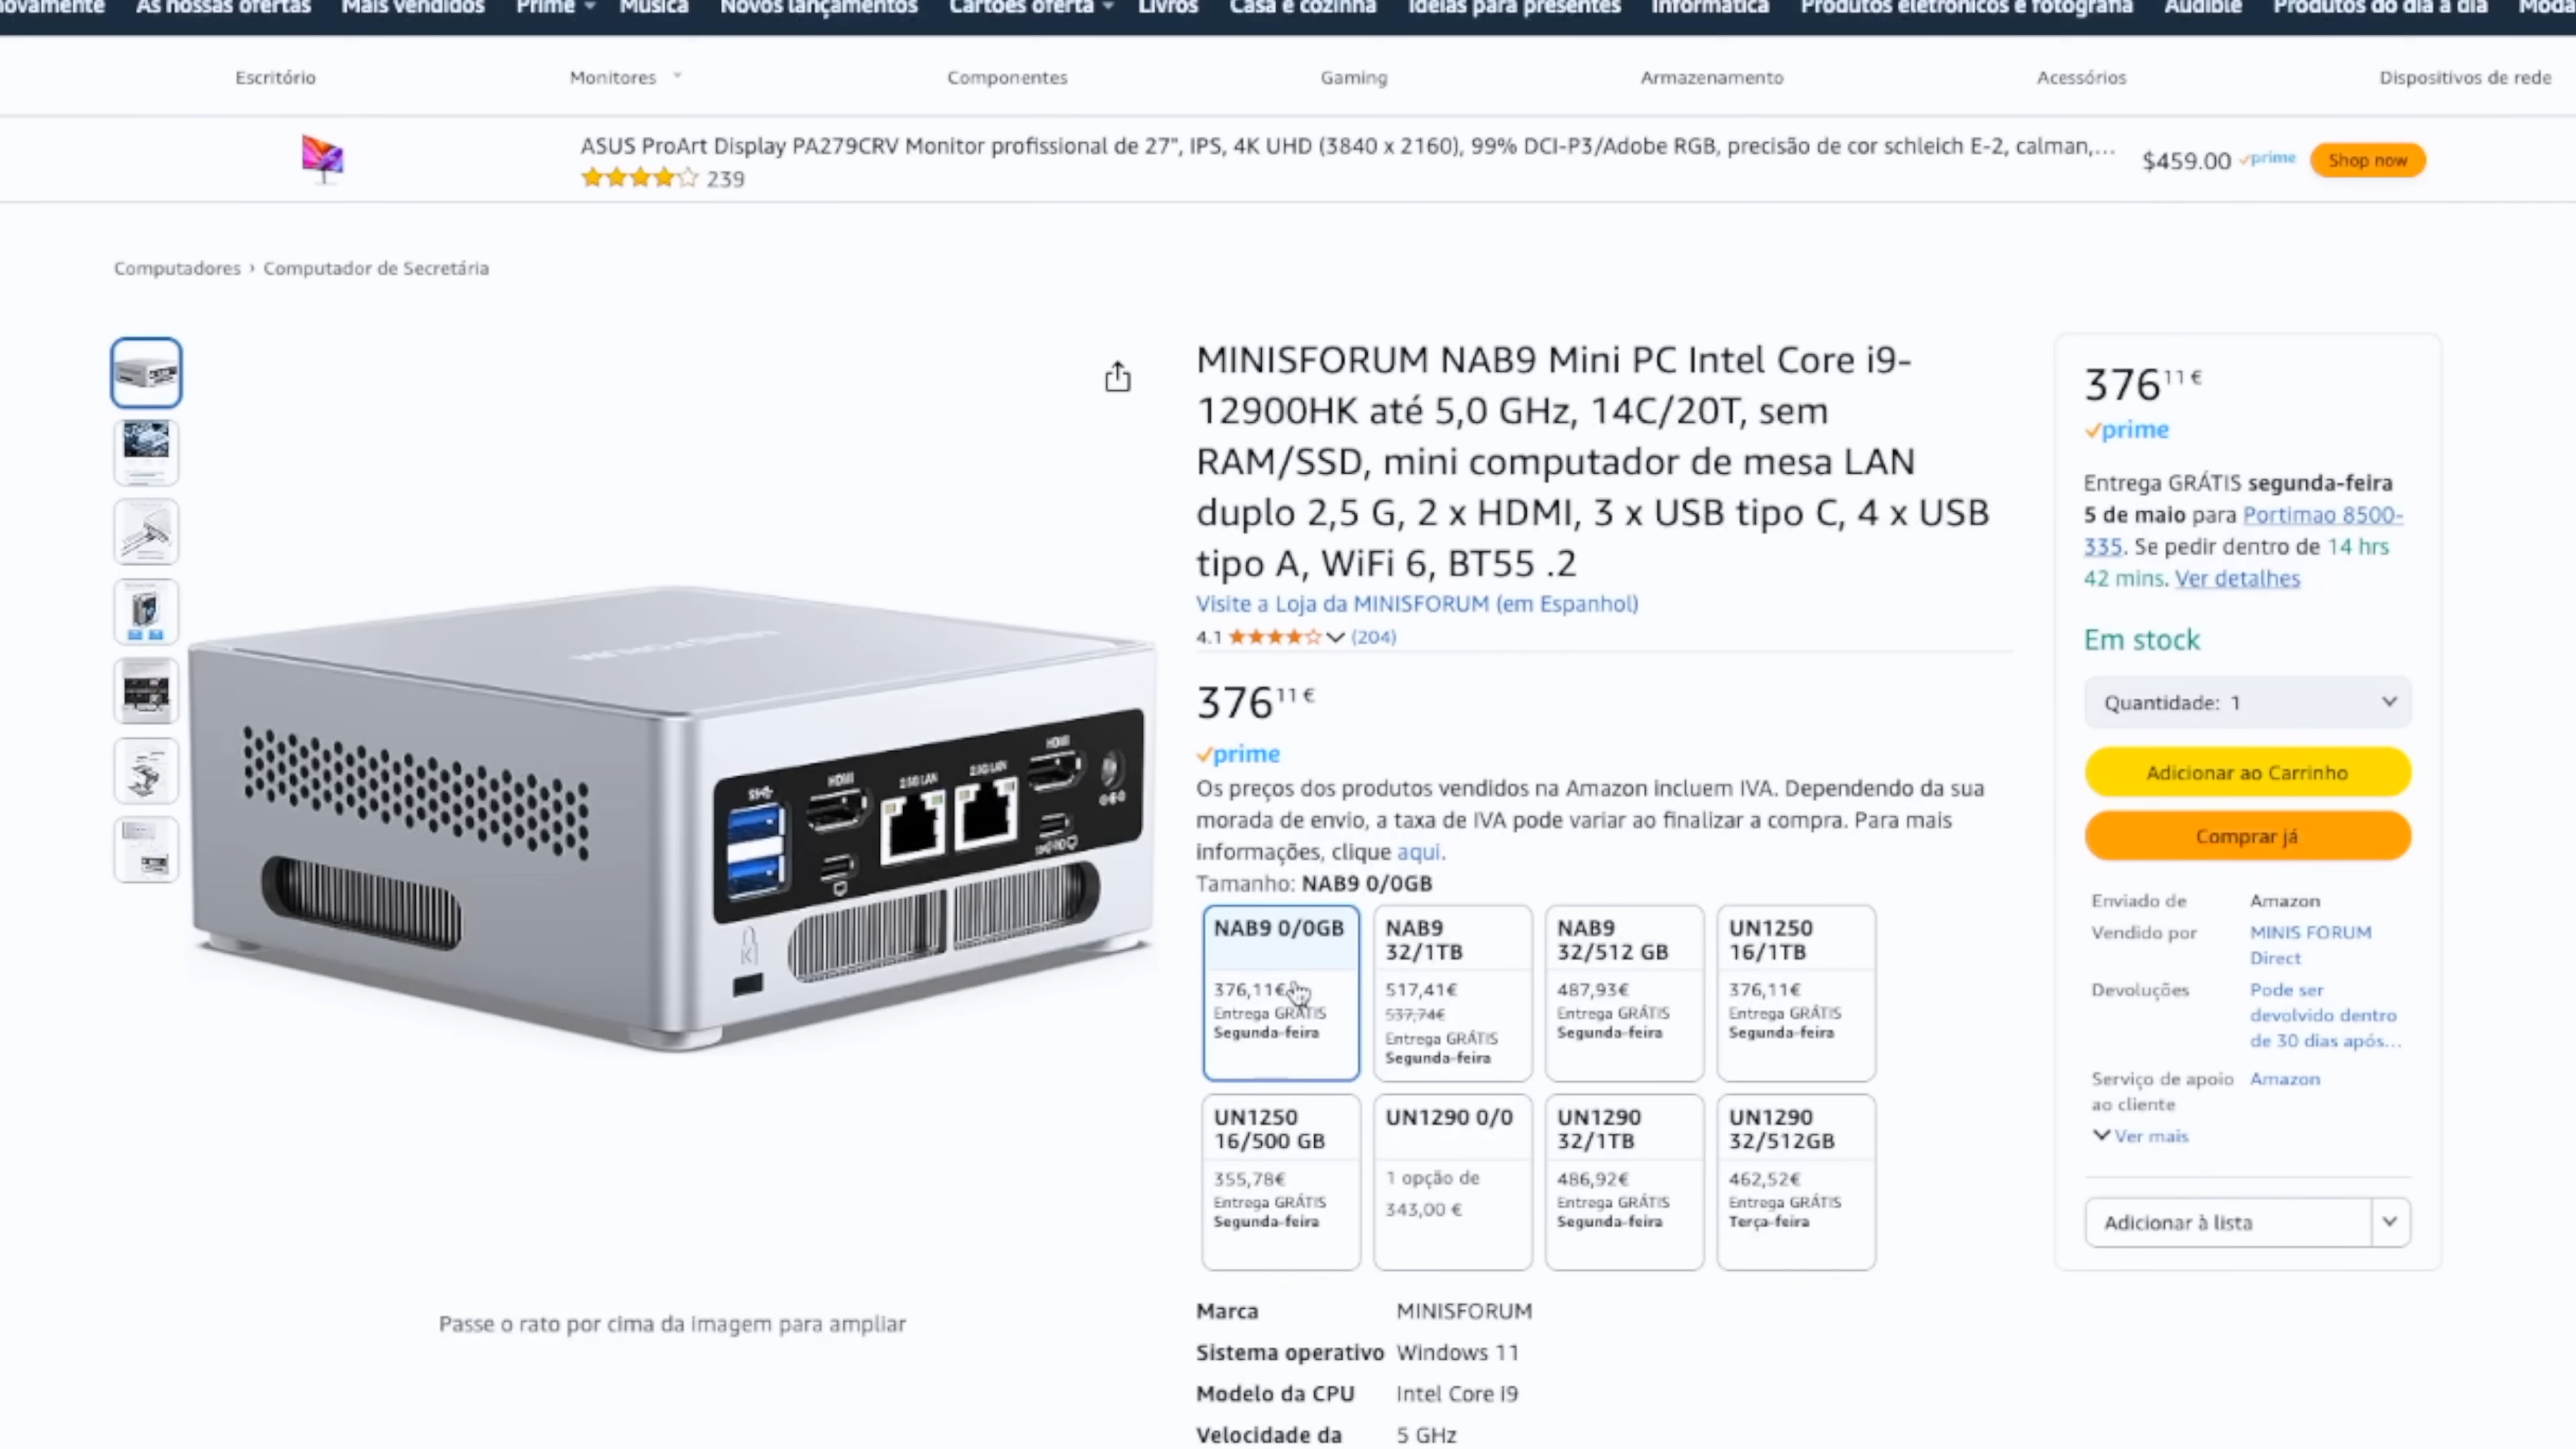 ovamente As nossas ofertas Mais vendidos Prime Música Novos lançamentos Cartões oferta Livros Casa e cozinha Ideias para presentes Informática Produtos eletrónicos e fotografia Audible Produtos do dia a dia Moda
Escritório Monitores Componentes Gaming Armazenamento Acessórios Dispositivos de rede
ASUS ProArt Display PA279CRV Monitor profissional de 27", IPS, 4K UHD (3840 x 2160), 99% DCI-P3/Adobe RGB, precisão de cor schleich E-2, calman,...
239
$459.00 prime Shop now
Computadores › Computador de Secretária
MINISFORUM NAB9 Mini PC Intel Core i9-
12900HK até 5,0 GHz, 14C/20T, sem
RAM/SSD, mini computador de mesa LAN
duplo 2,5 G, 2 x HDMI, 3 x USB tipo C, 4 x USB
tipo A, WiFi 6, BT55 .2
Visite a Loja da MINISFORUM (em Espanhol)
4.1 (204)
376 11 €
prime
Os preços dos produtos vendidos na Amazon incluem IVA. Dependendo da sua
morada de envio, a taxa de IVA pode variar ao finalizar a compra. Para mais
informações, clique aqui.
Tamanho: NAB9 0/0GB
NAB9 0/0GB
376,11€
Entrega GRÁTIS
Segunda-feira
NAB9
32/1TB
517,41€
537,74€
Entrega GRÁTIS
Segunda-feira
NAB9
32/512 GB
487,93€
Entrega GRÁTIS
Segunda-feira
UN1250
16/1TB
376,11€
Entrega GRÁTIS
Segunda-feira
UN1250
16/500 GB
355,78€
Entrega GRÁTIS
Segunda-feira
UN1290 0/0
1 opção de
343,00 €
UN1290
32/1TB
486,92€
Entrega GRÁTIS
Segunda-feira
UN1290
32/512GB
462,52€
Entrega GRÁTIS
Terça-feira
Marca MINISFORUM
Sistema operativo Windows 11
Modelo da CPU Intel Core i9
Velocidade da 5 GHz
376 11 €
prime
Entrega GRÁTIS segunda-feira
5 de maio para Portimao 8500-
335. Se pedir dentro de 14 hrs
42 mins. Ver detalhes
Em stock
Quantidade: 1
Adicionar ao Carrinho
Comprar já
Enviado de Amazon
Vendido por MINIS FORUM
Direct
Devoluções Pode ser
devolvido dentro
de 30 dias após...
Serviço de apoio Amazon
ao cliente
Ver mais
Adicionar à lista
MINISFORUM
HDMI
2.5G LAN
2.5G LAN
HDMI
K
Passe o rato por cima da imagem para ampliar